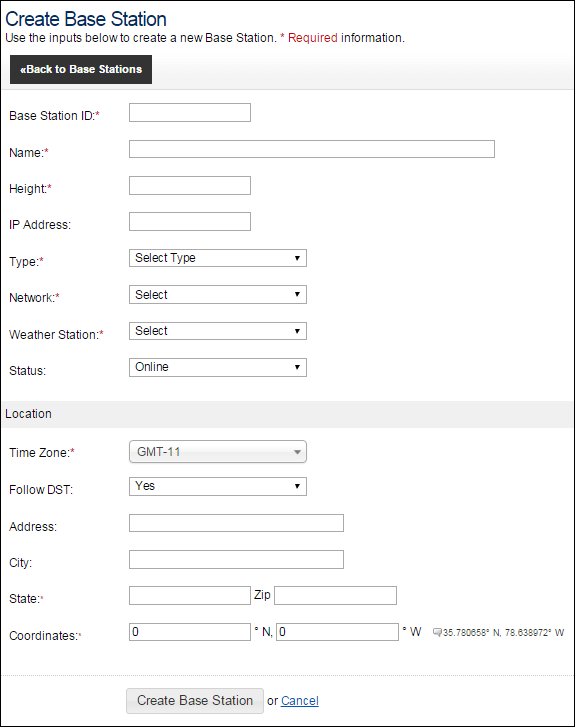 Create Base Station
Use the inputs below to create a new Base Station. * Required information.
«Back to Base Stations
Base Station ID:*
Name:*
Height:*
IP Address:
Type:* Select Type
Network:* Select
Weather Station:* Select
Status: Online
Location
Time Zone:* GMT-11
Follow DST: Yes
Address:
City:
State:* Zip
Coordinates:* 0 ° N, 0 ° W 35.780658° N, 78.638972° W
Create Base Station or Cancel